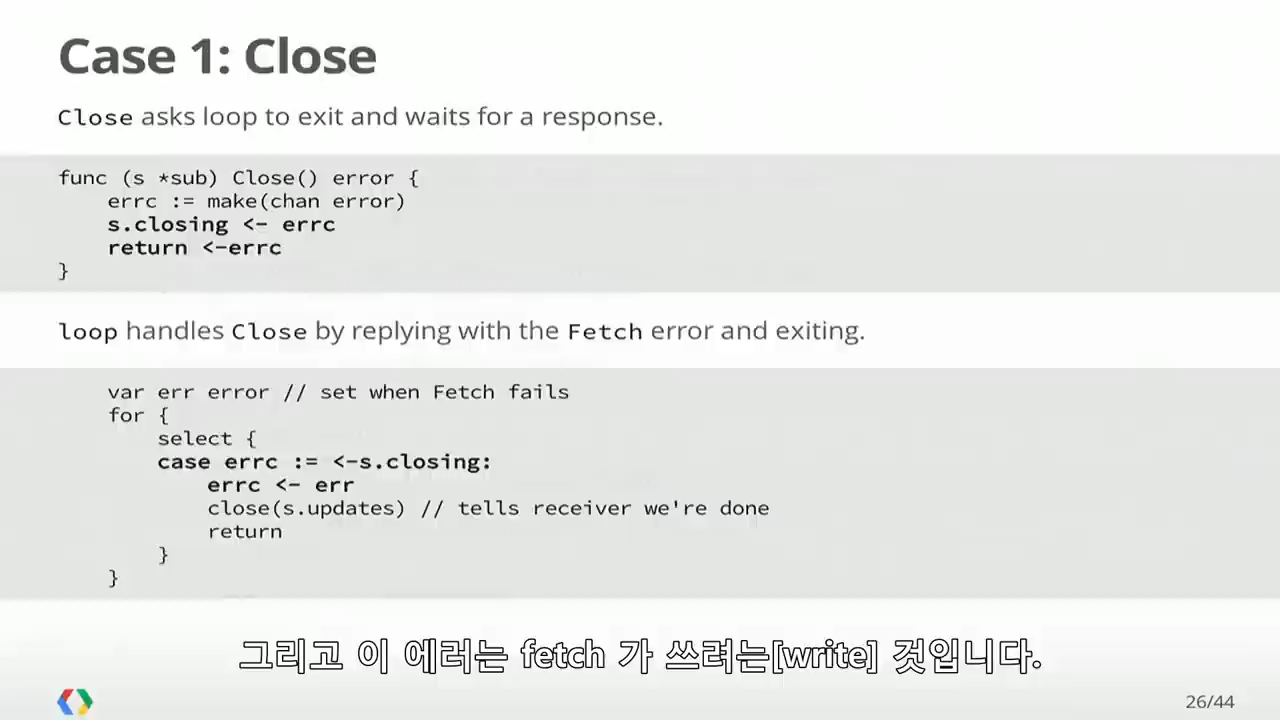 Case 1: Close
Close asks loop to exit and waits for a response.
func (s *sub) Close() error {
    errc := make(chan error)
    s.closing <- errc
    return <-errc
}
loop handles Close by replying with the Fetch error and exiting.
    var err error // set when Fetch fails
    for {
        select {
        case errc := <-s.closing:
            errc <- err
            close(s.updates) // tells receiver we're done
            return
        }
    }
그리고 이 에러는 fetch 가 쓰려는[write] 것입니다.
26/44